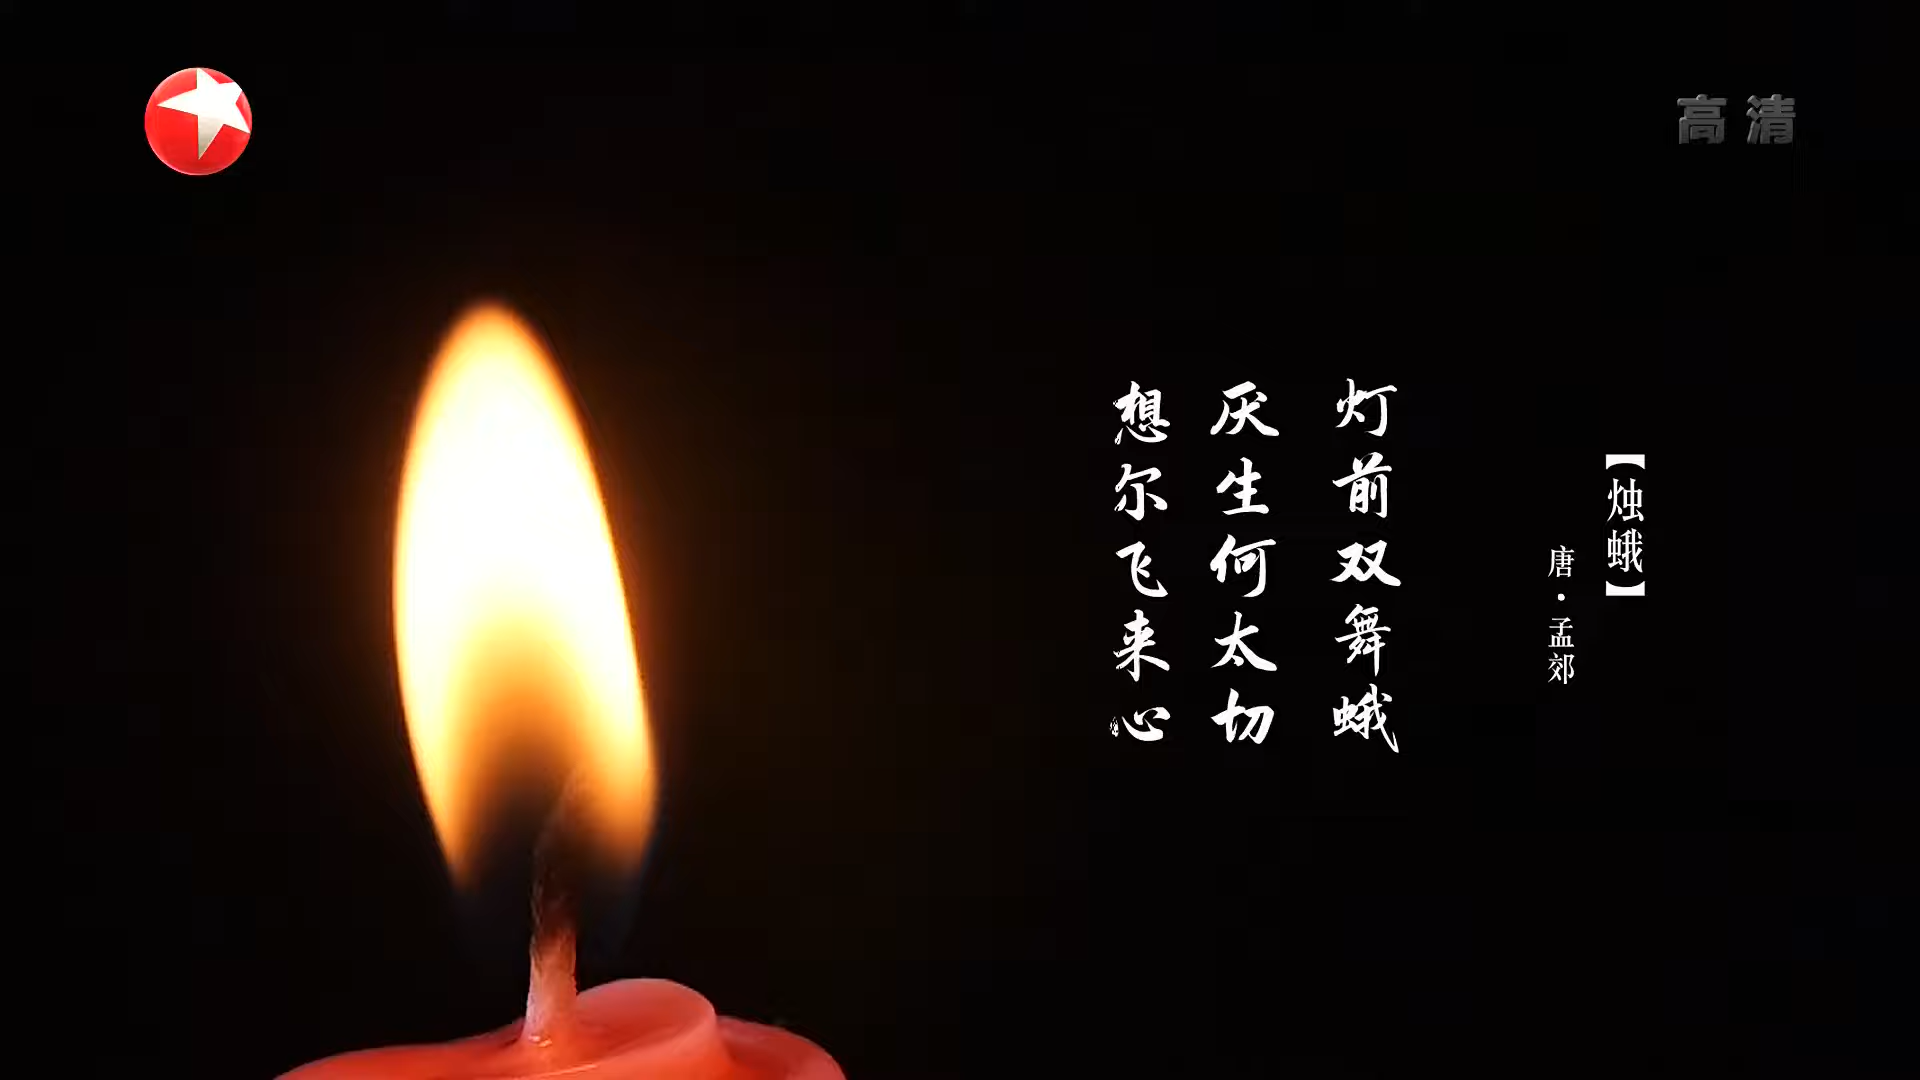 高清
【烛蛾】
唐·孟郊
灯前双舞蛾
厌生何太切
想尔飞来心